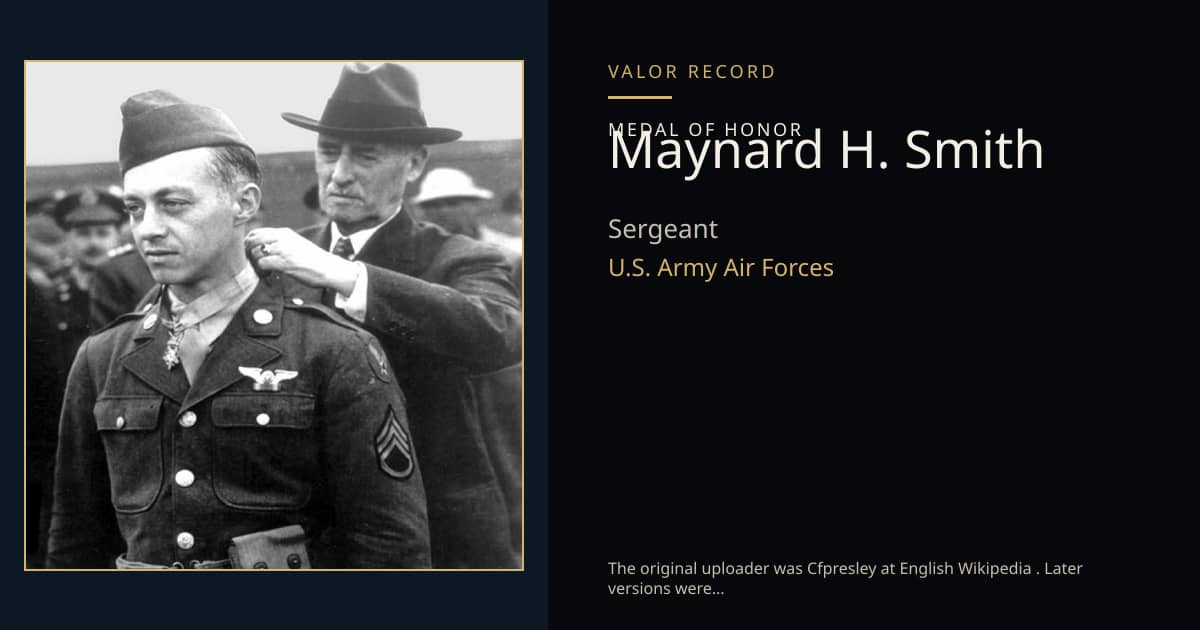 VALOR RECORD
MEDAL OF HONOR
Maynard H. Smith
Sergeant
U.S. Army Air Forces
The original uploader was Cfpresley at English Wikipedia . Later
versions were...